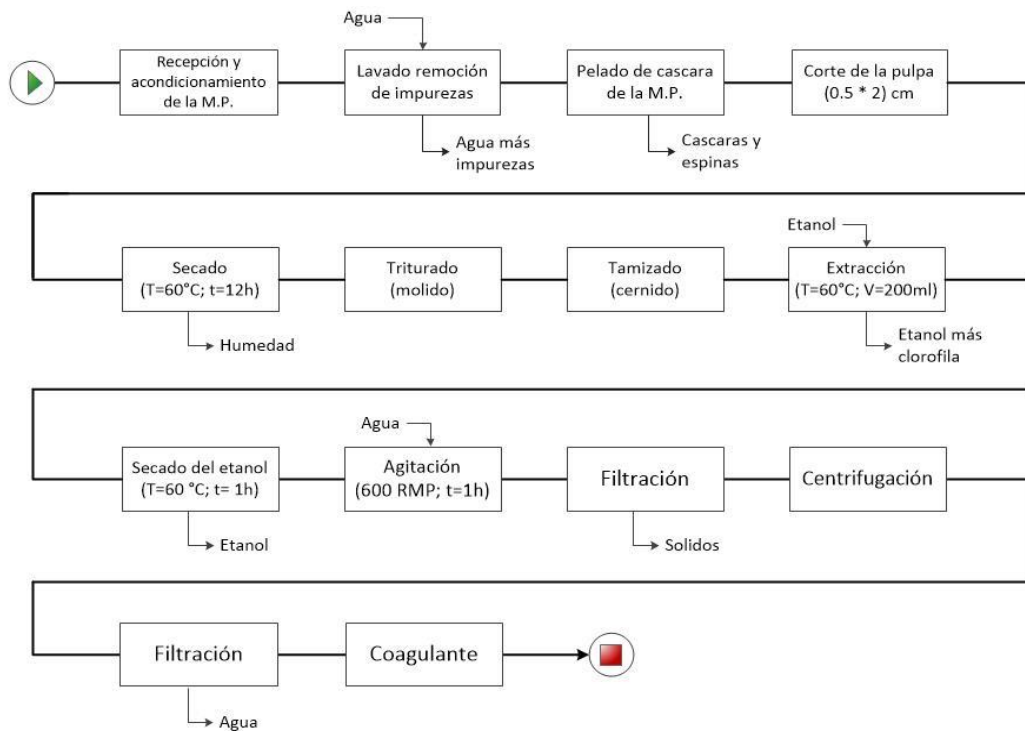 Agua
Recepción y
acondicionamiento
de la M.P.
Lavado remoción
de impurezas
Pelado de cascara
de la M.P.
Corte de la pulpa
(0.5 * 2) cm
Agua más
impurezas
Cascaras y
espinas
Etanol
Secado
(T=60°C; t=12h)
Triturado
(molido)
Tamizado
(cernido)
Extracción
(T=60°C; V=200ml)
Humedad
Etanol más
clorofila
Agua
Secado del etanol
(T=60 °C; t= 1h)
Agitación
(600 RMP; t=1h)
Filtración
Centrifugación
Etanol
Solidos
Filtración
Coagulante
Agua